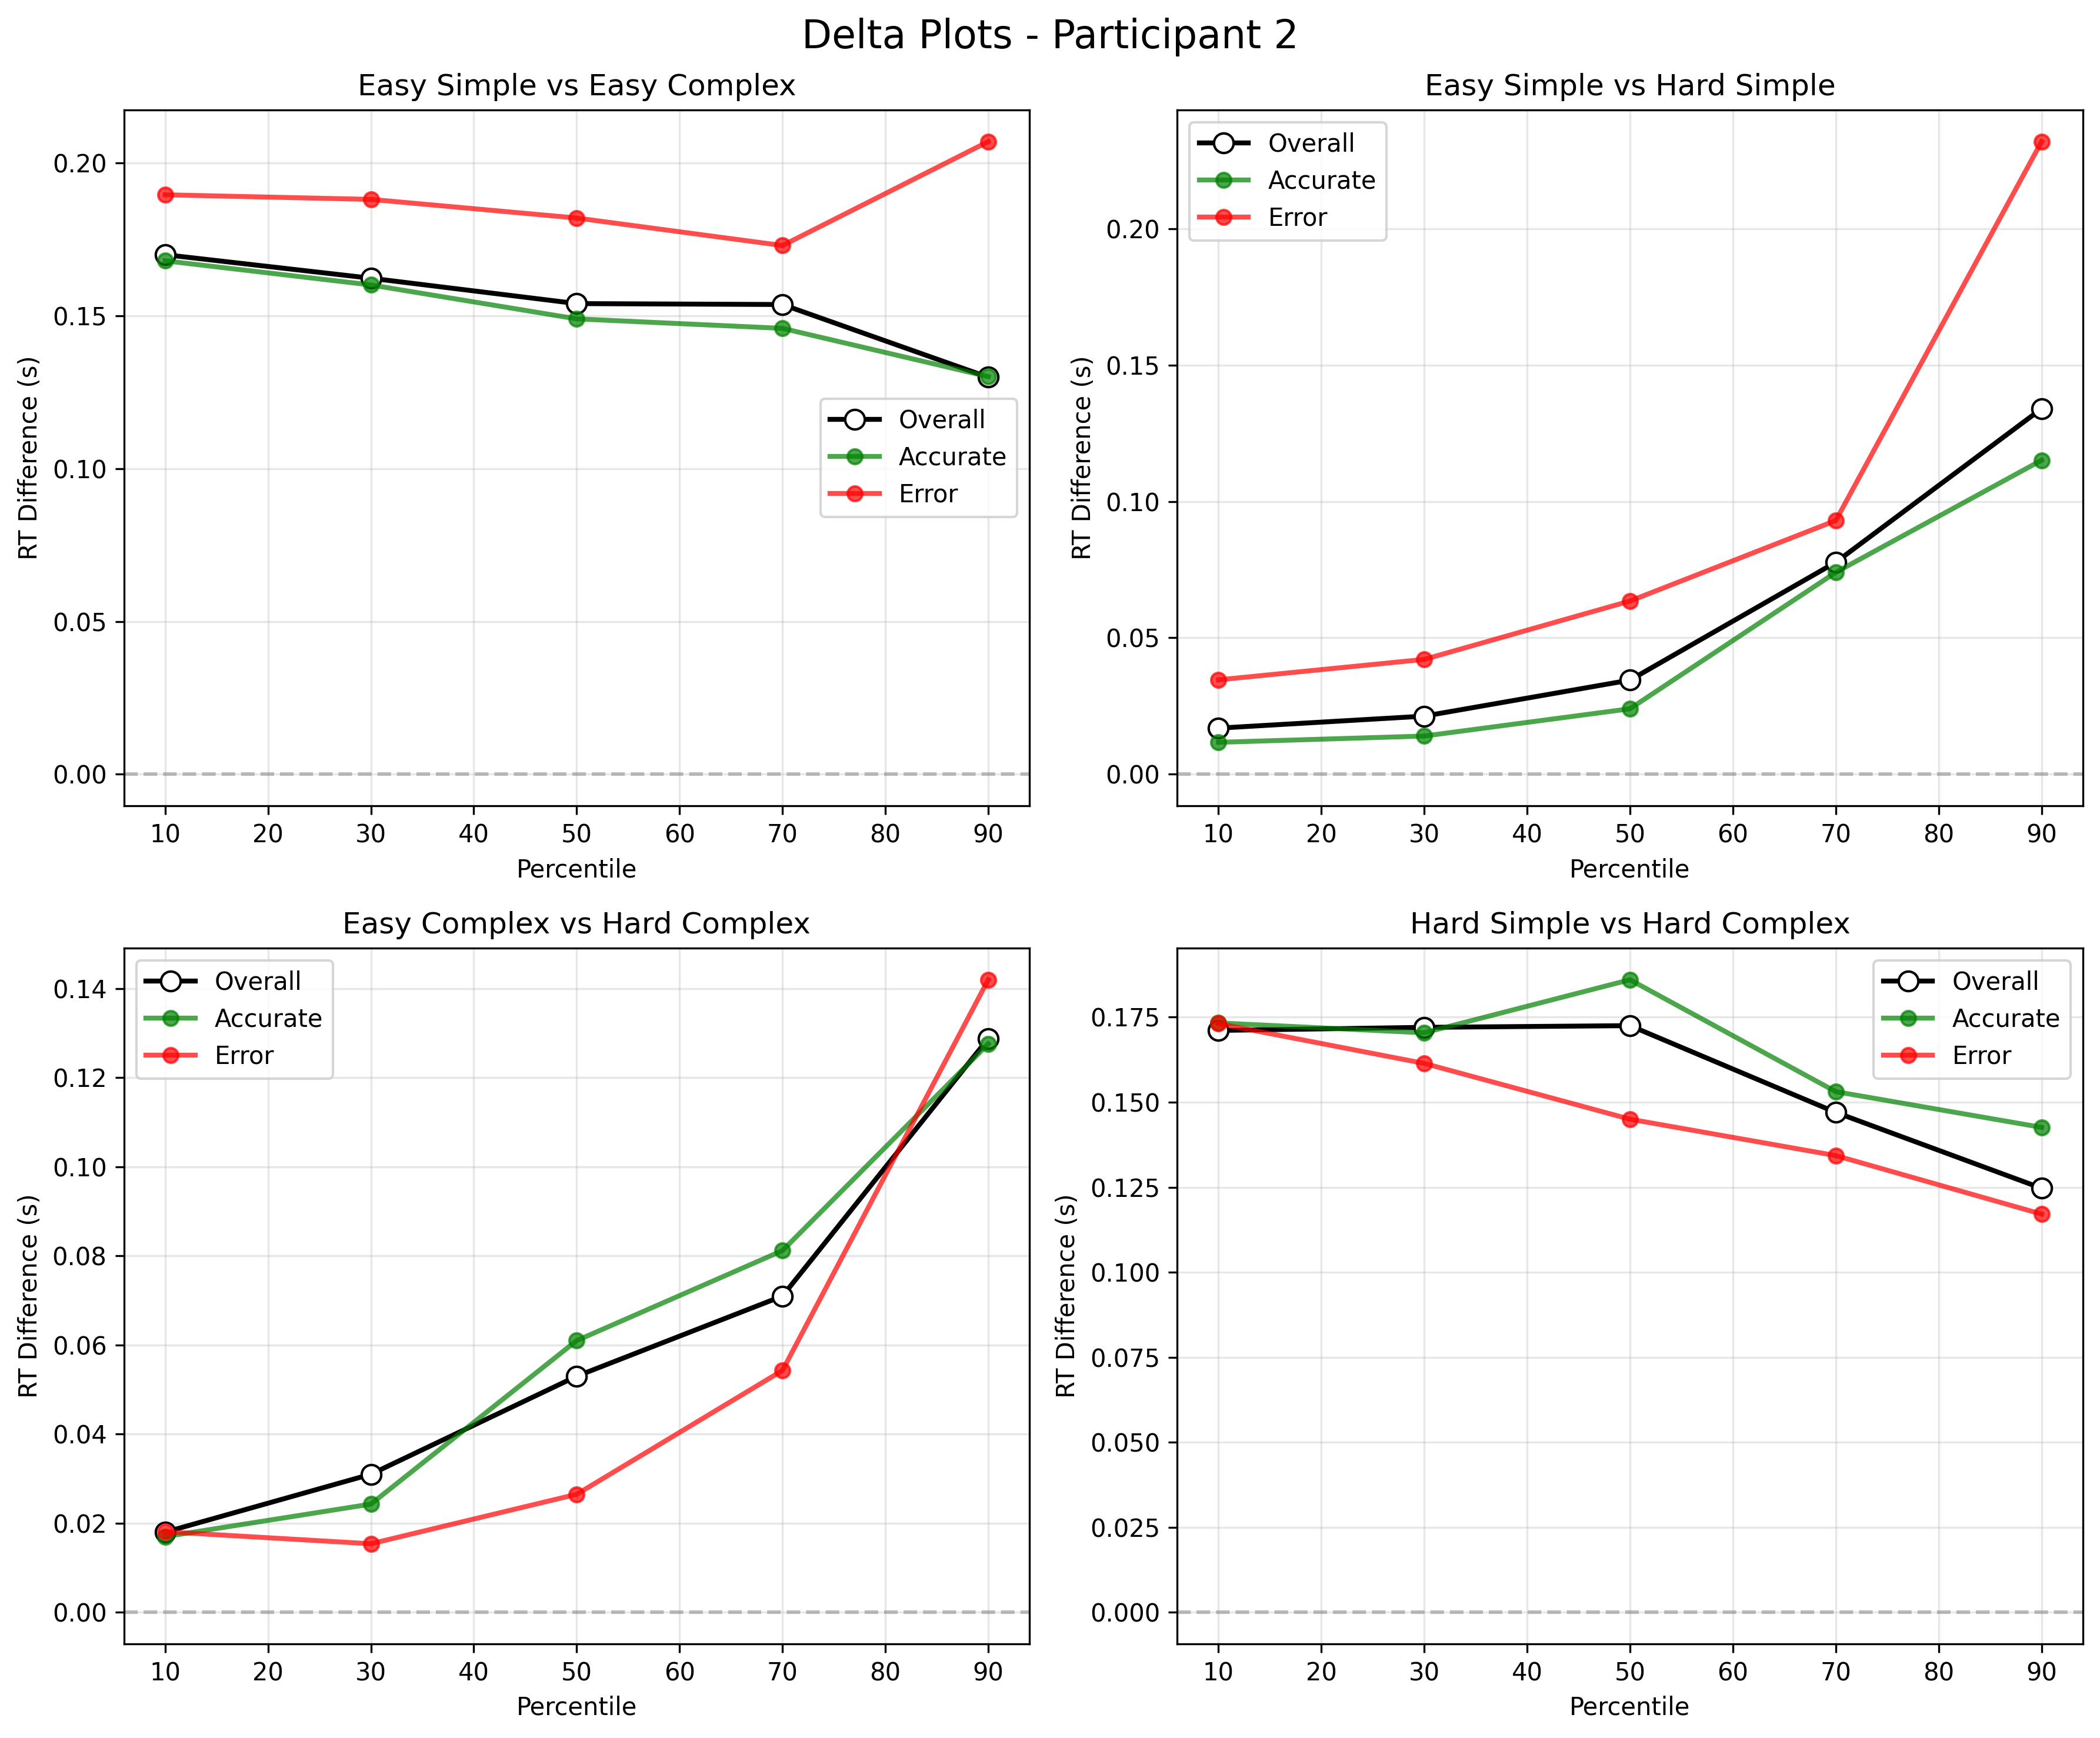 Delta Plots - Participant 2
Easy Simple vs Easy Complex
RT Difference (s)
0.20
0.15
0.10
0.05
0.00
Overall
Accurate
Error
10 20 30 40 50 60 70 80 90
Percentile
Easy Simple vs Hard Simple
RT Difference (s)
0.20
0.15
0.10
0.05
0.00
Overall
Accurate
Error
10 20 30 40 50 60 70 80 90
Percentile
Easy Complex vs Hard Complex
RT Difference (s)
0.14
0.12
0.10
0.08
0.06
0.04
0.02
0.00
Overall
Accurate
Error
10 20 30 40 50 60 70 80 90
Percentile
Hard Simple vs Hard Complex
RT Difference (s)
0.175
0.150
0.125
0.100
0.075
0.050
0.025
0.000
Overall
Accurate
Error
10 20 30 40 50 60 70 80 90
Percentile